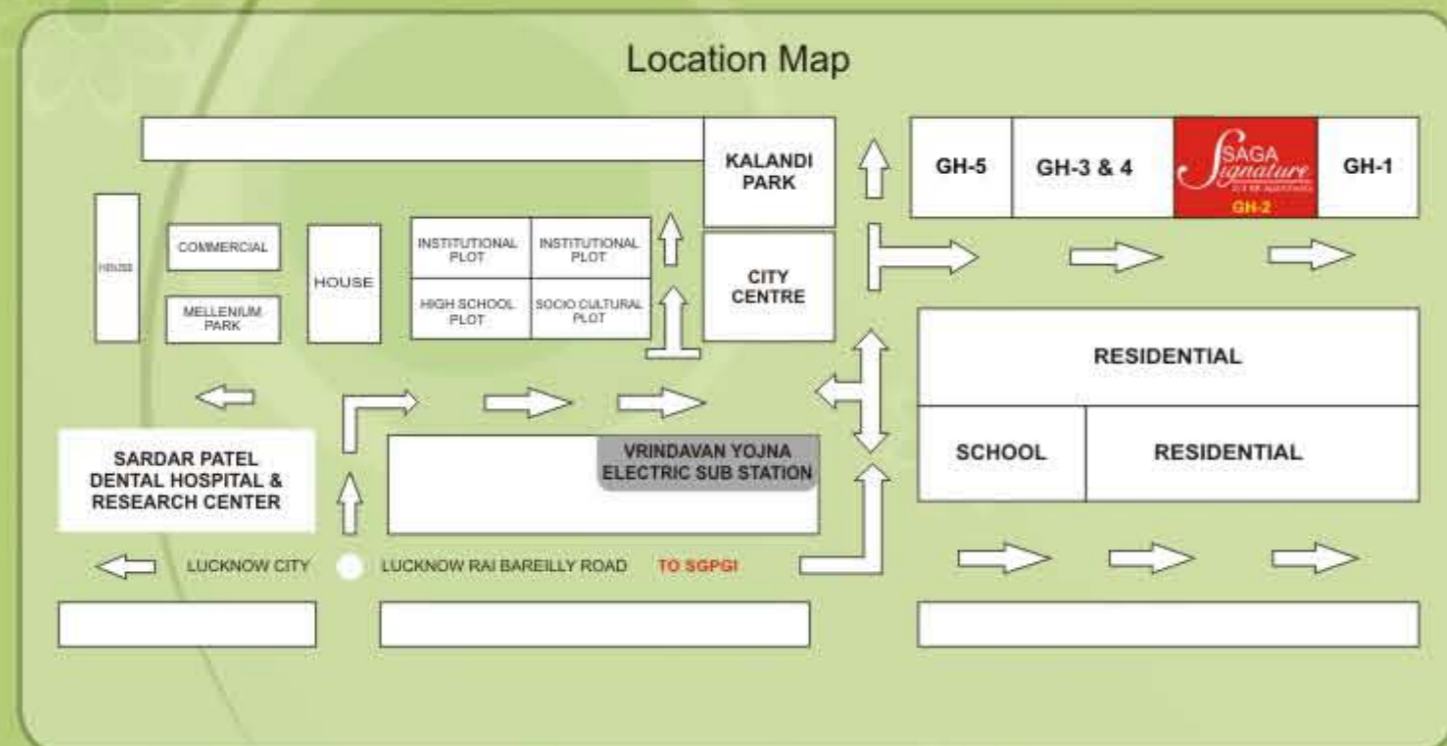 Location Map
KALANDI
PARK
GH-5
GH-3 & 4
SAGA
Signature
GH-2
GH-1
HOUSE
COMMERCIAL
MELLENIUM
PARK
HOUSE
INSTITUTIONAL
PLOT
INSTITUTIONAL
PLOT
HIGH SCHOOL
PLOT
SOCIO CULTURAL
PLOT
CITY
CENTRE
RESIDENTIAL
SCHOOL
RESIDENTIAL
SARDAR PATEL
DENTAL HOSPITAL &
RESEARCH CENTER
VRINDAVAN YOJNA
ELECTRIC SUB STATION
LUCKNOW CITY
LUCKNOW RAI BAREILLY ROAD TO SGPGI